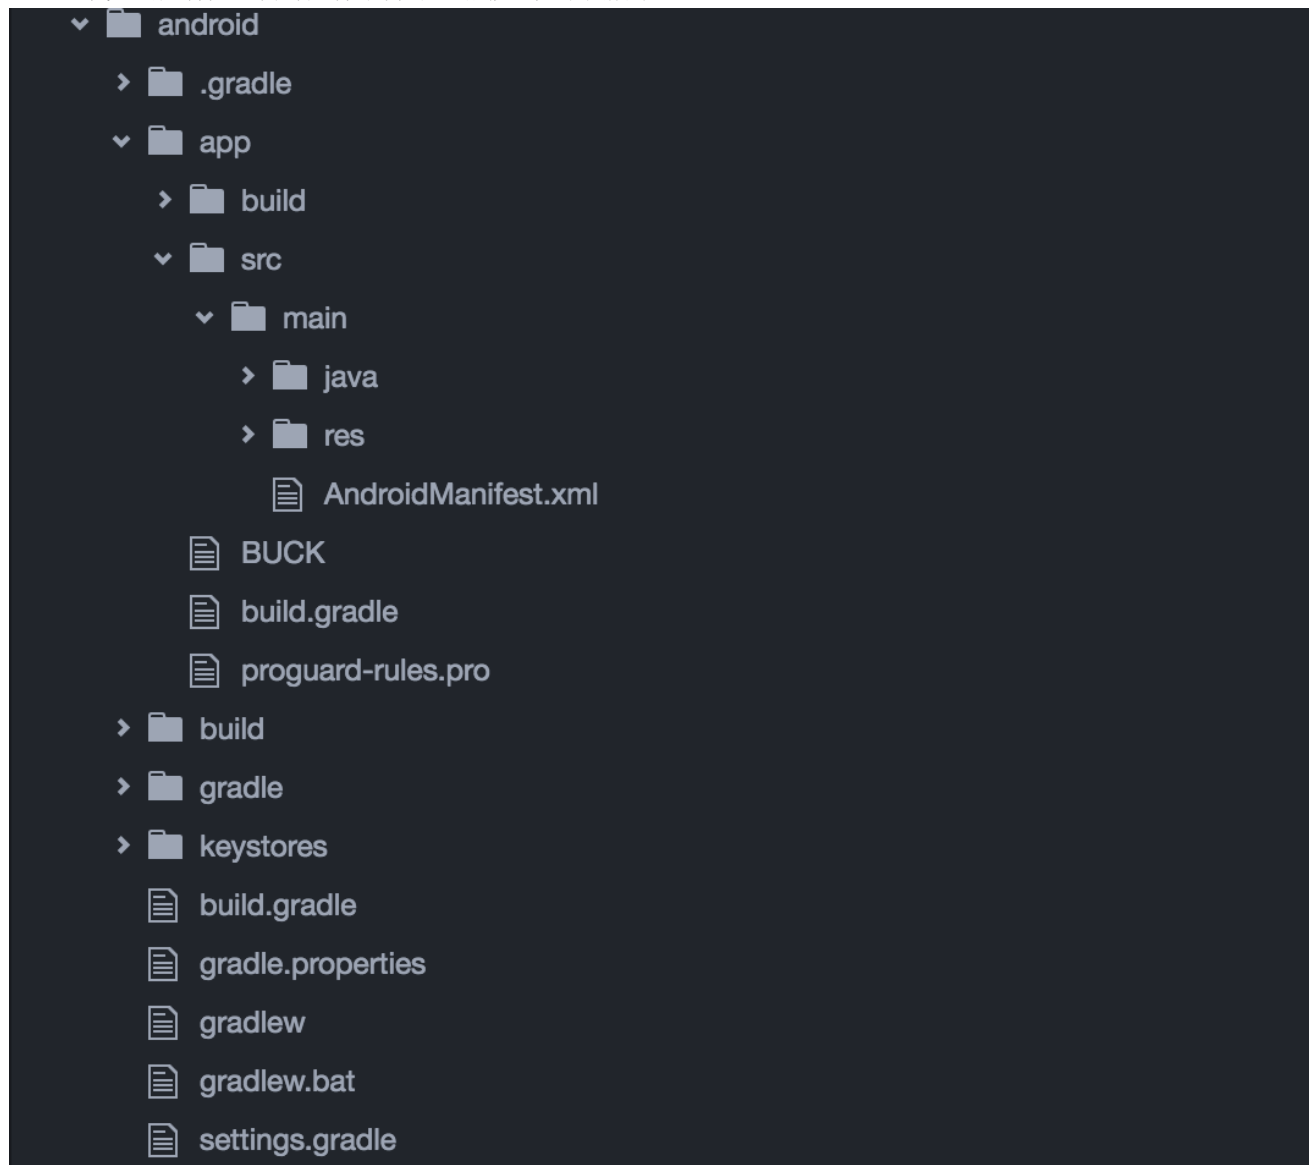 android
.gradle
app
build
src
main
java
res
AndroidManifest.xml
BUCK
build.gradle
proguard-rules.pro
build
gradle
keystores
build.gradle
gradle.properties
gradlew
gradlew.bat
settings.gradle